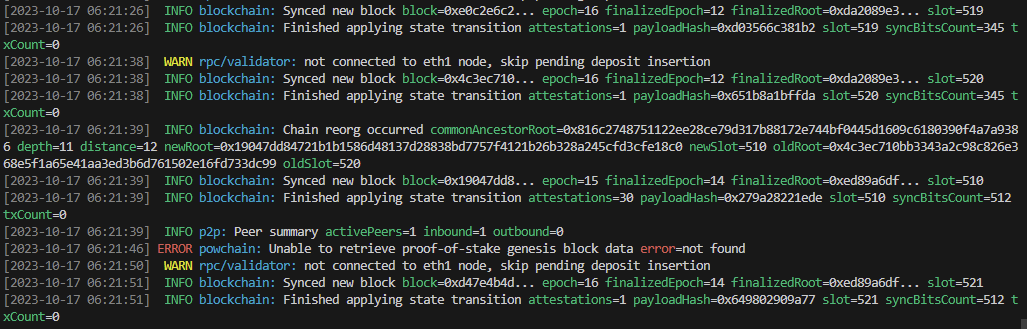 [2023-10-17 06:21:26]  INFO blockchain: Synced new block block=0xe0c2e6c2... epoch=16 finalizedEpoch=12 finalizedRoot=0xda2089e3... slot=519
[2023-10-17 06:21:26]  INFO blockchain: Finished applying state transition attestations=1 payloadHash=0xd03566c381b2 slot=519 syncBitsCount=345 t
xCount=0
[2023-10-17 06:21:38]  WARN rpc/validator: not connected to eth1 node, skip pending deposit insertion
[2023-10-17 06:21:38]  INFO blockchain: Synced new block block=0x4c3ec710... epoch=16 finalizedEpoch=12 finalizedRoot=0xda2089e3... slot=520
[2023-10-17 06:21:38]  INFO blockchain: Finished applying state transition attestations=1 payloadHash=0x651b8a1bffda slot=520 syncBitsCount=345 t
xCount=0
[2023-10-17 06:21:39]  INFO blockchain: Chain reorg occurred commonAncestorRoot=0x816c2748751122ee28ce79d317b88172e744bf0445d1609c6180390f4a7a938
6 depth=11 distance=12 newRoot=0x19047dd84721b1b1586d48137d28838bd7757f4121b26b328a245cfd3cfe18c0 newSlot=510 oldRoot=0x4c3ec710bb3343a2c98c826e3
68e5f1a65e41aa3ed3b6d761502e16fd733dc99 oldSlot=520
[2023-10-17 06:21:39]  INFO blockchain: Synced new block block=0x19047dd8... epoch=15 finalizedEpoch=14 finalizedRoot=0xed89a6df... slot=510
[2023-10-17 06:21:39]  INFO blockchain: Finished applying state transition attestations=30 payloadHash=0x279a28221ede slot=510 syncBitsCount=512
txCount=0
[2023-10-17 06:21:39]  INFO p2p: Peer summary activePeers=1 inbound=1 outbound=0
[2023-10-17 06:21:46] ERROR powchain: Unable to retrieve proof-of-stake genesis block data error=not found
[2023-10-17 06:21:50]  WARN rpc/validator: not connected to eth1 node, skip pending deposit insertion
[2023-10-17 06:21:51]  INFO blockchain: Synced new block block=0xd47e4b4d... epoch=16 finalizedEpoch=14 finalizedRoot=0xed89a6df... slot=521
[2023-10-17 06:21:51]  INFO blockchain: Finished applying state transition attestations=1 payloadHash=0x649802909a77 slot=521 syncBitsCount=512 t
xCount=0